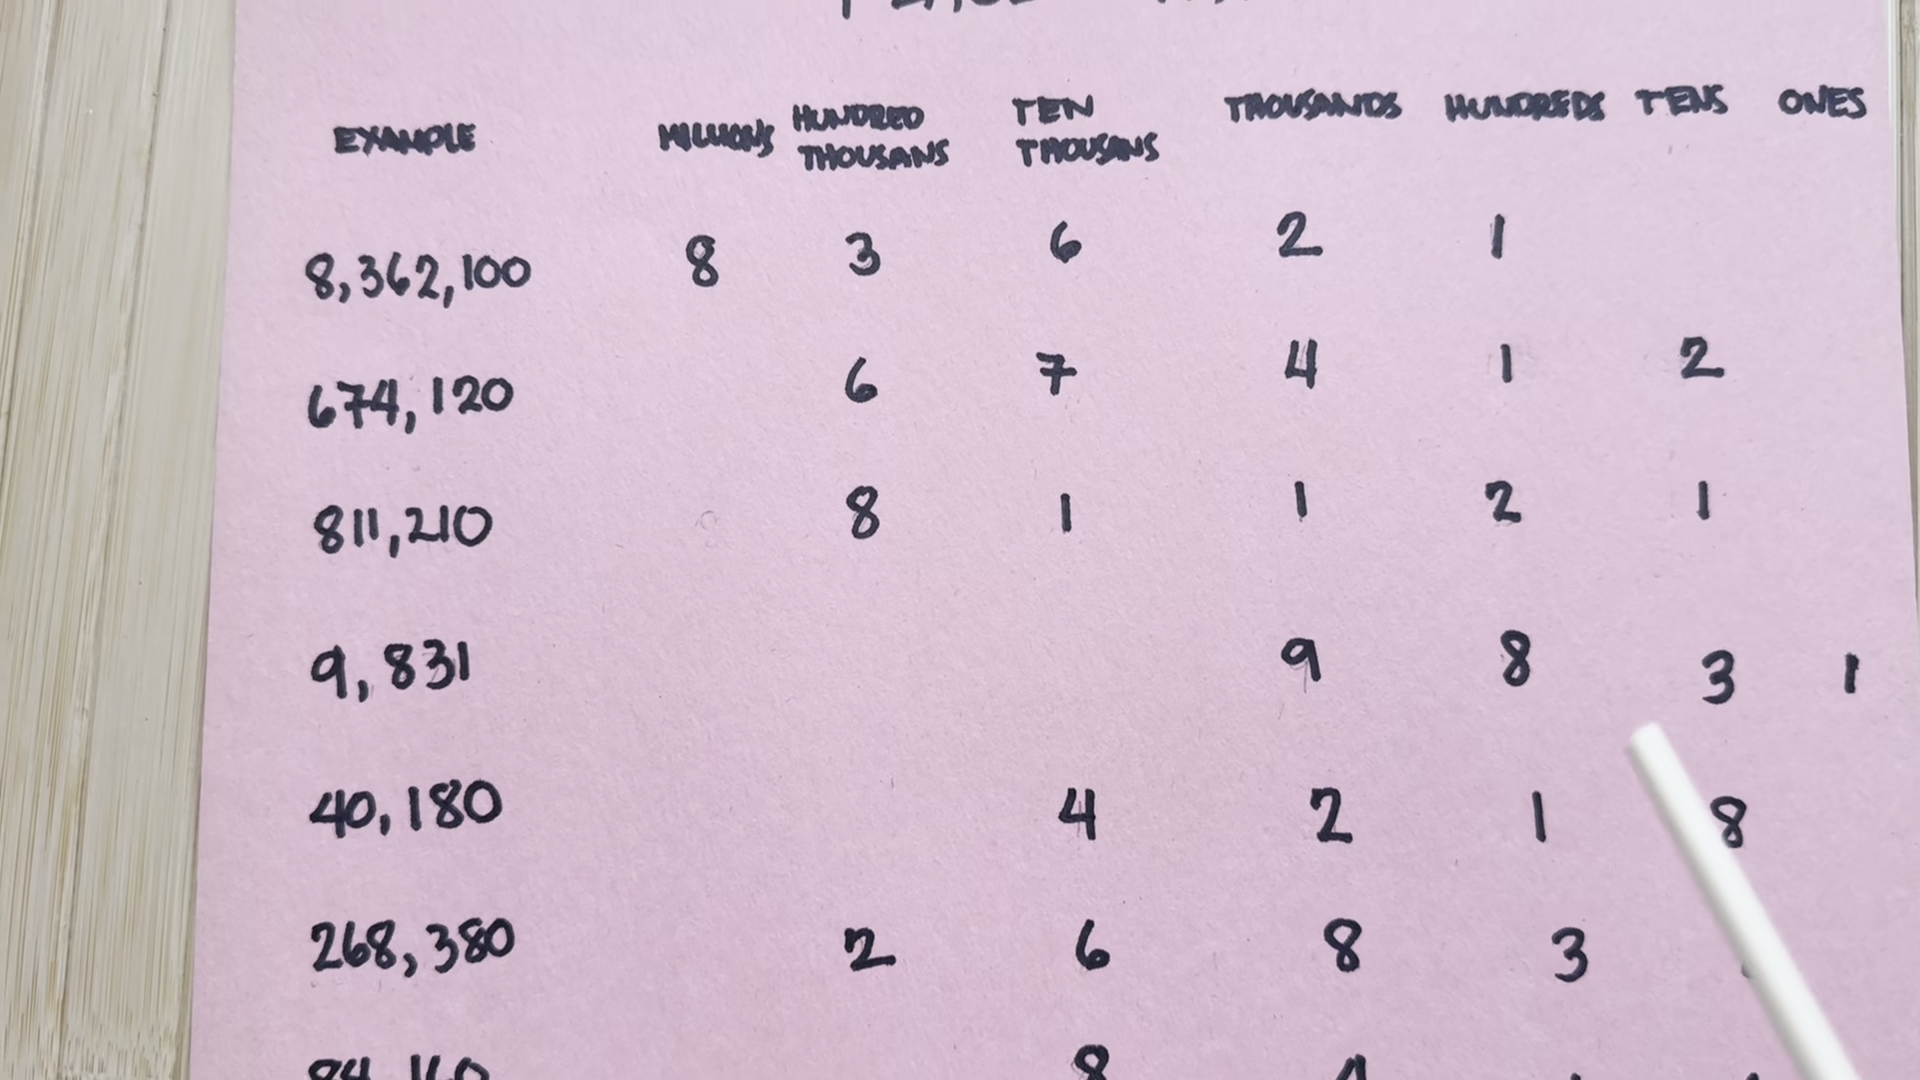 EXAMPLE MILLIONS HUNDRED THOUSANS TEN THOUSANS THOUSANDS HUNDREDS TENS ONES
8,362,100 8 3 6 2 1
674,120 6 7 4 1 2
811,210 8 1 1 2 1
9,831 9 8 3 1
40,180 4 2 1 8
268,380 2 6 8 3
8